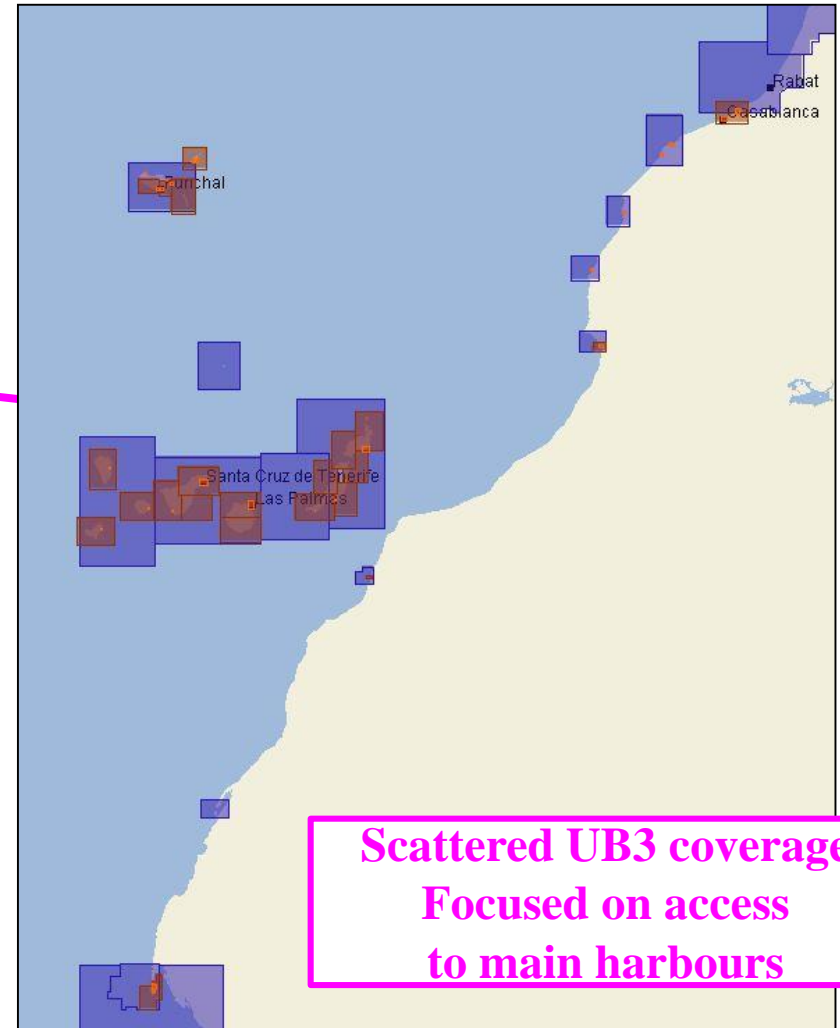 Rabat
Casablanca
Funchal
Santa Cruz de Tenerife
Las Palmas
Scattered UB3 coverage
Focused on access
to main harbours